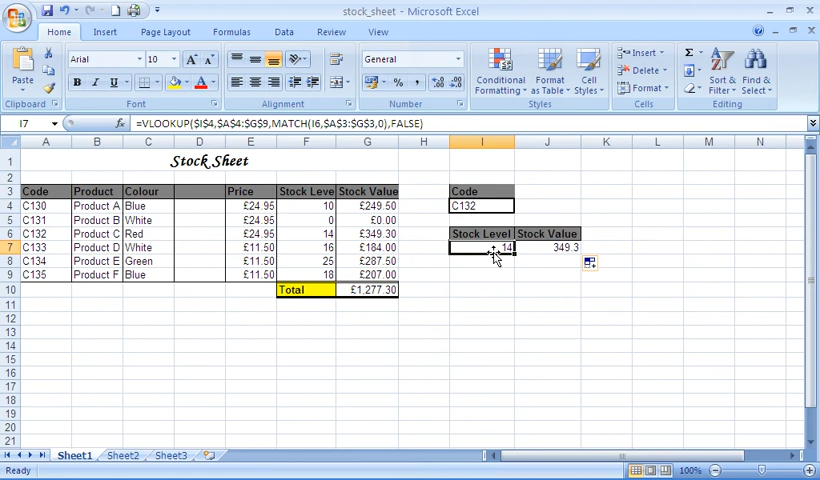 stock_sheet - Microsoft Excel
Home Insert Page Layout Formulas Data Review View
Paste
Clipboard
Arial 10 A A
B I U A
Font
Alignment
General
% , .0 .00 .00 .0
Number
Conditional Formatting Format as Table Cell Styles
Styles
Insert
Delete
Format
Cells
Σ
Sort & Filter Find & Select
Editing
I7 fx =VLOOKUP($I$4,$A$4:$G$9,MATCH(I6,$A$3:$G$3,0),FALSE)
A B C D E F G H I J K L M N
1 Stock Sheet
2
3 Code Product Colour Price Stock Leve Stock Value Code
4 C130 Product A Blue £24.95 10 £249.50 C132
5 C131 Product B White £24.95 0 £0.00
6 C132 Product C Red £24.95 14 £349.30 Stock Level Stock Value
7 C133 Product D White £11.50 16 £184.00 14 349.3
8 C134 Product E Green £11.50 25 £287.50
9 C135 Product F Blue £11.50 18 £207.00
10 Total £1,277.30
11
12
13
14
15
16
17
18
19
20
21
Sheet1 Sheet2 Sheet3
Ready 100%